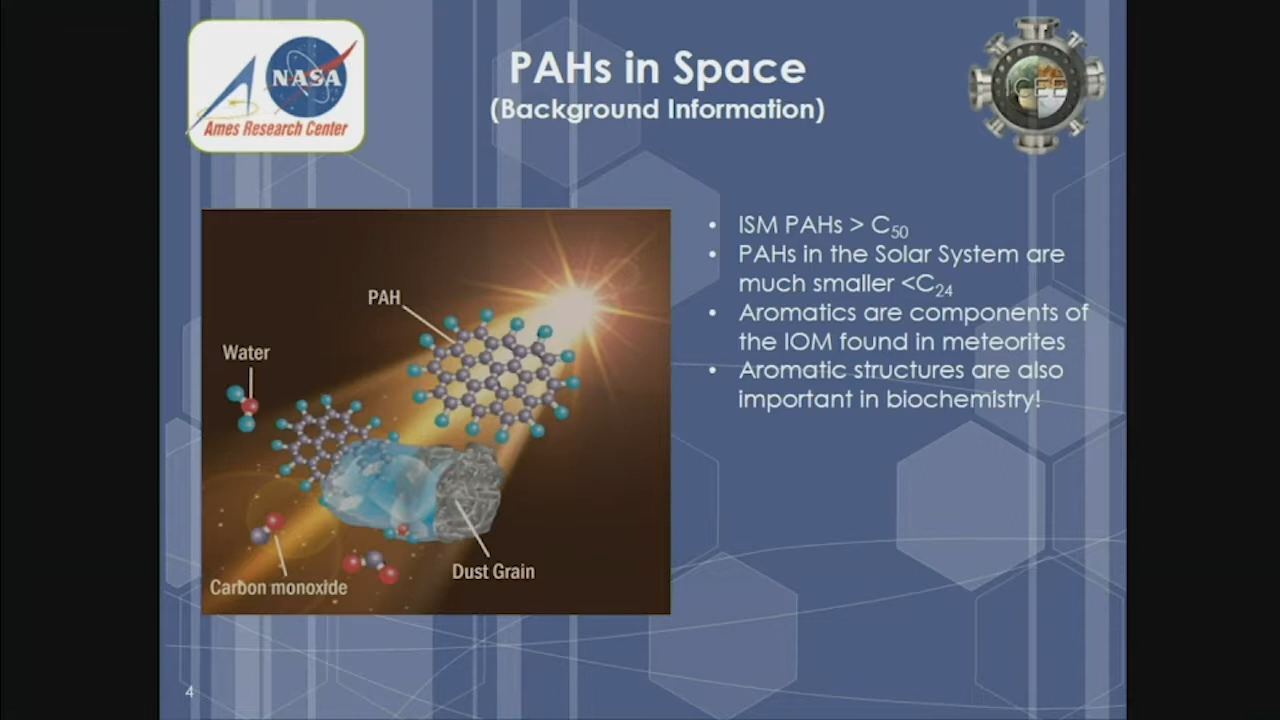 NASA
Ames Research Center
PAHs in Space
(Background Information)
ICEE
PAH
Water
Carbon monoxide
Dust Grain
• ISM PAHs > C₅₀
• PAHs in the Solar System are
much smaller <C₂₄
• Aromatics are components of
the IOM found in meteorites
• Aromatic structures are also
important in biochemistry!
4